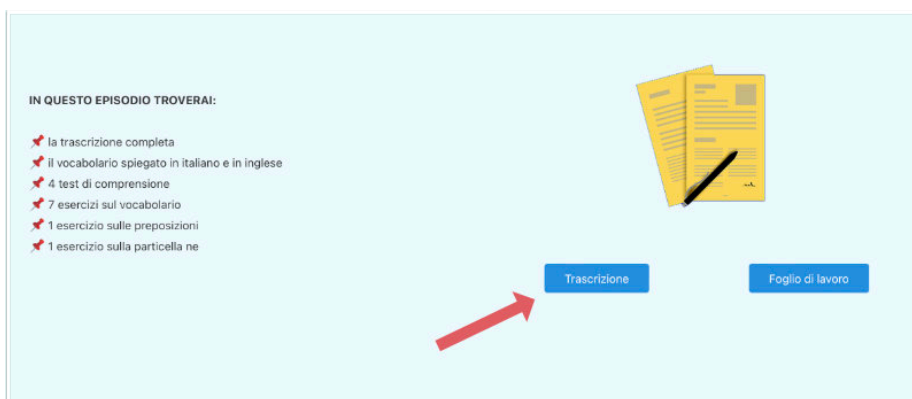 IN QUESTO EPISODIO TROVERAI:
la trascrizione completa
il vocabolario spiegato in italiano e in inglese
4 test di comprensione
7 esercizi sul vocabolario
1 esercizio sulle preposizioni
1 esercizio sulla particella ne
Trascrizione
Foglio di lavoro